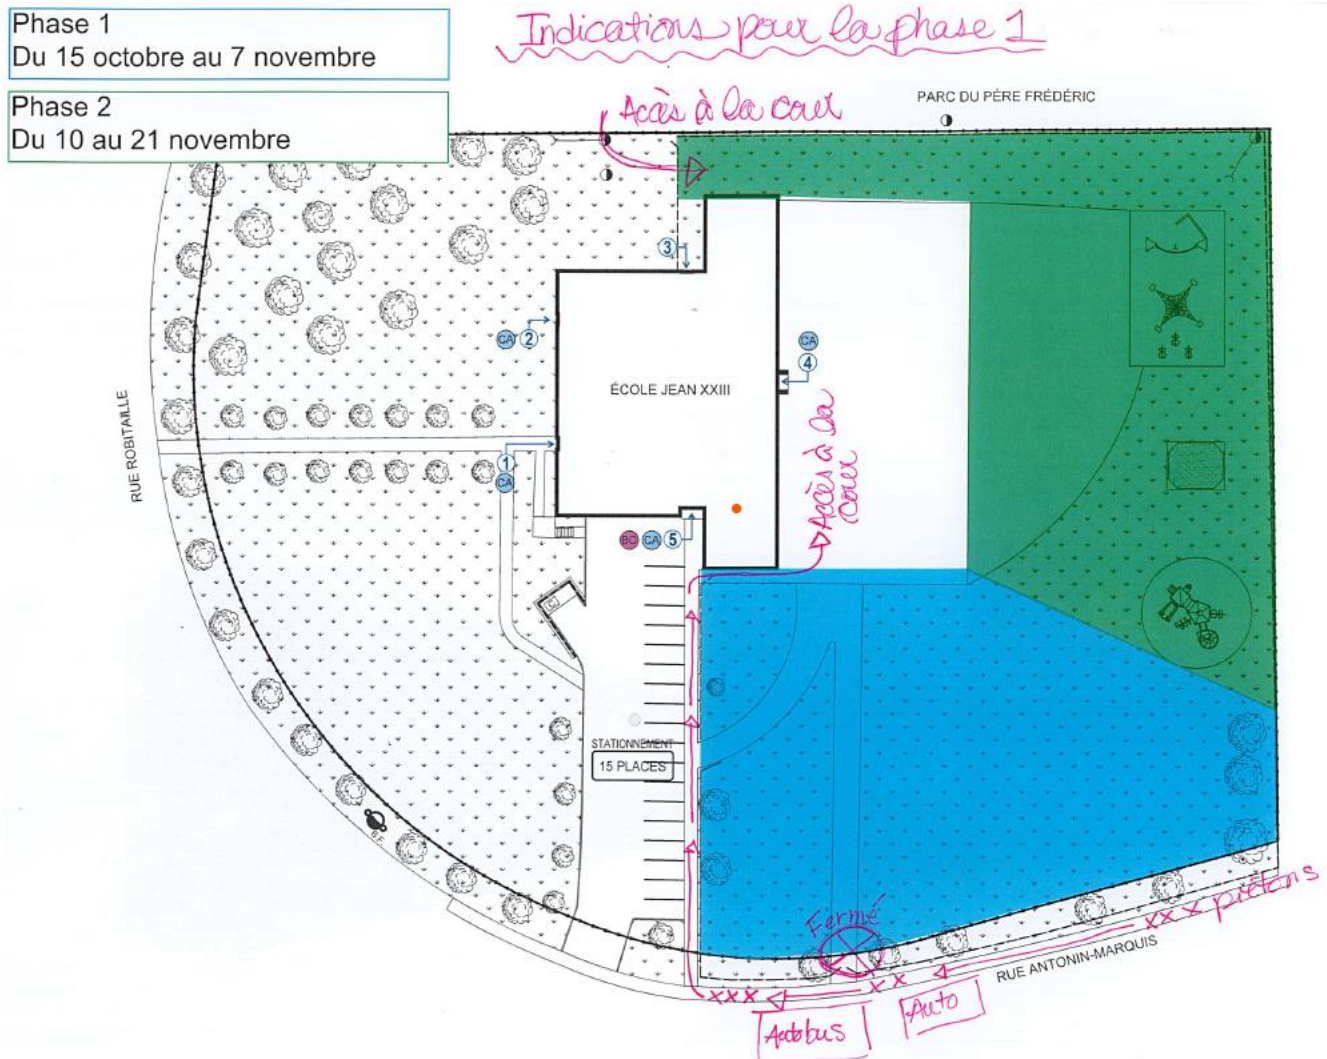 Phase 1
Du 15 octobre au 7 novembre
Indications pour la phase 1
Phase 2
Du 10 au 21 novembre
Accès à la cour
PARC DU PÈRE FRÉDÉRIC
3
CA 2
CA
4
ÉCOLE JEAN XXIII
RUE ROBITAILLE
Accès à la
cour
1
CA
BC CA 5
STATIONNEMENT
15 PLACES
Fermé
xxx piétons
RUE ANTONIN-MARQUIS
xxx
xx
Autobus
Auto